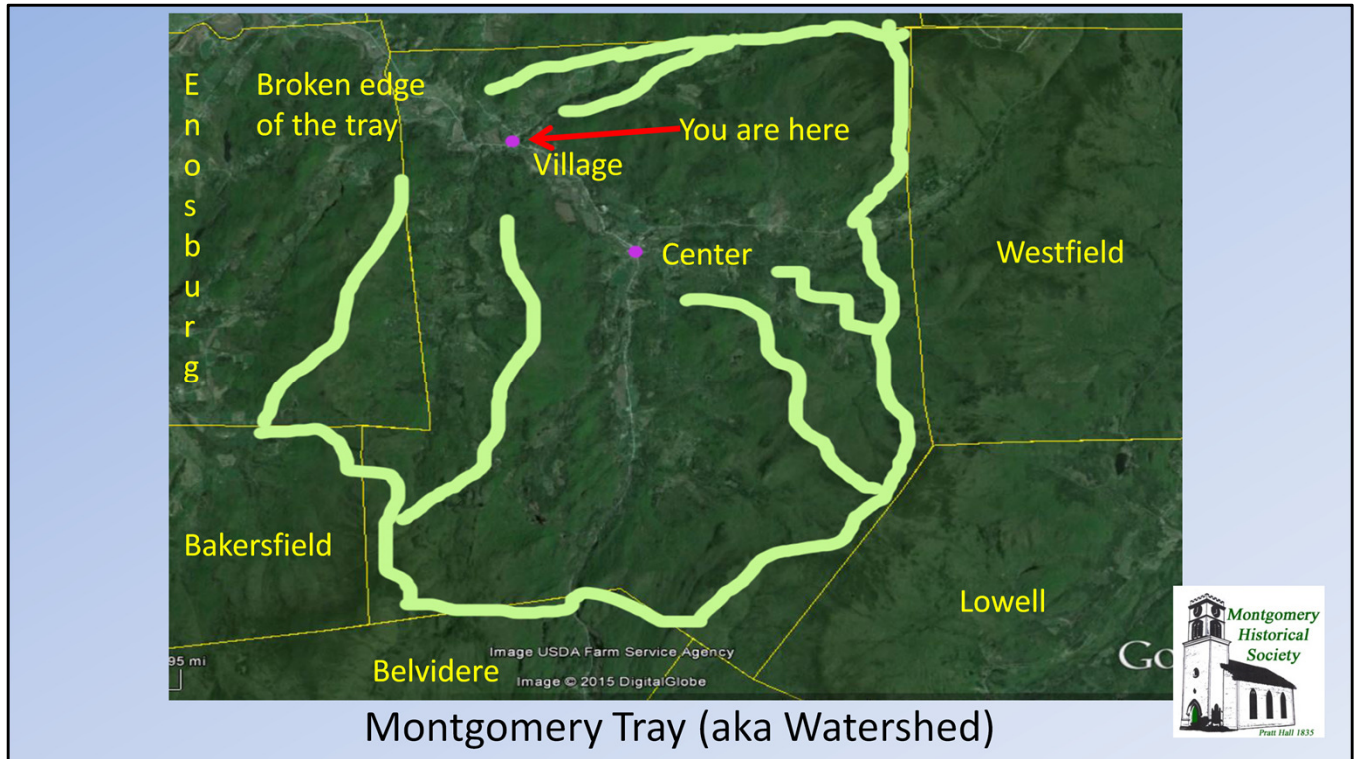 Enosburg
Broken edge
of the tray
You are here
Village
Center
Westfield
Bakersfield
Lowell
Belvidere
95 mi
Image USDA Farm Service Agency
Image © 2015 DigitalGlobe
Go
Montgomery
Historical
Society
Pratt Hall 1835
Montgomery Tray (aka Watershed)